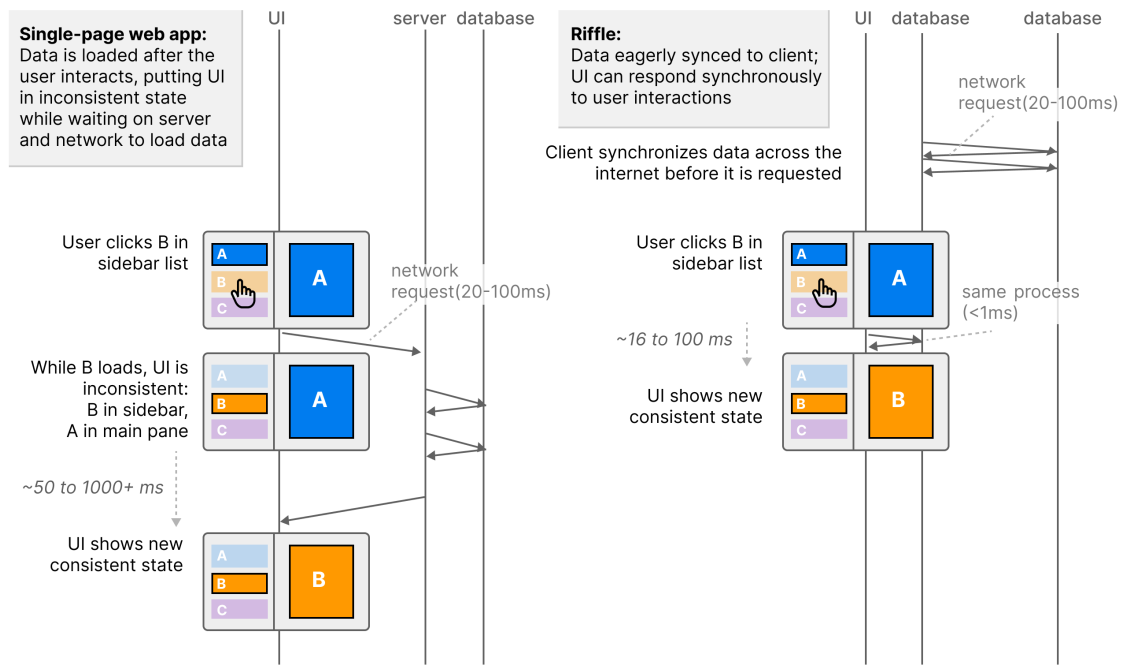 UI
server
database
Single-page web app:
Data is loaded after the
user interacts, putting UI
in inconsistent state
while waiting on server
and network to load data
User clicks B in
sidebar list
A
B
C
A
network
request(20-100ms)
While B loads, UI is
inconsistent:
B in sidebar,
A in main pane
A
B
C
A
~50 to 1000+ ms
UI shows new
consistent state
A
B
C
B
UI
database
database
Riffle:
Data eagerly synced to client;
UI can respond synchronously
to user interactions
network
request(20-100ms)
Client synchronizes data across the
internet before it is requested
User clicks B in
sidebar list
A
B
C
A
same process
(<1ms)
~16 to 100 ms
UI shows new
consistent state
A
B
C
B